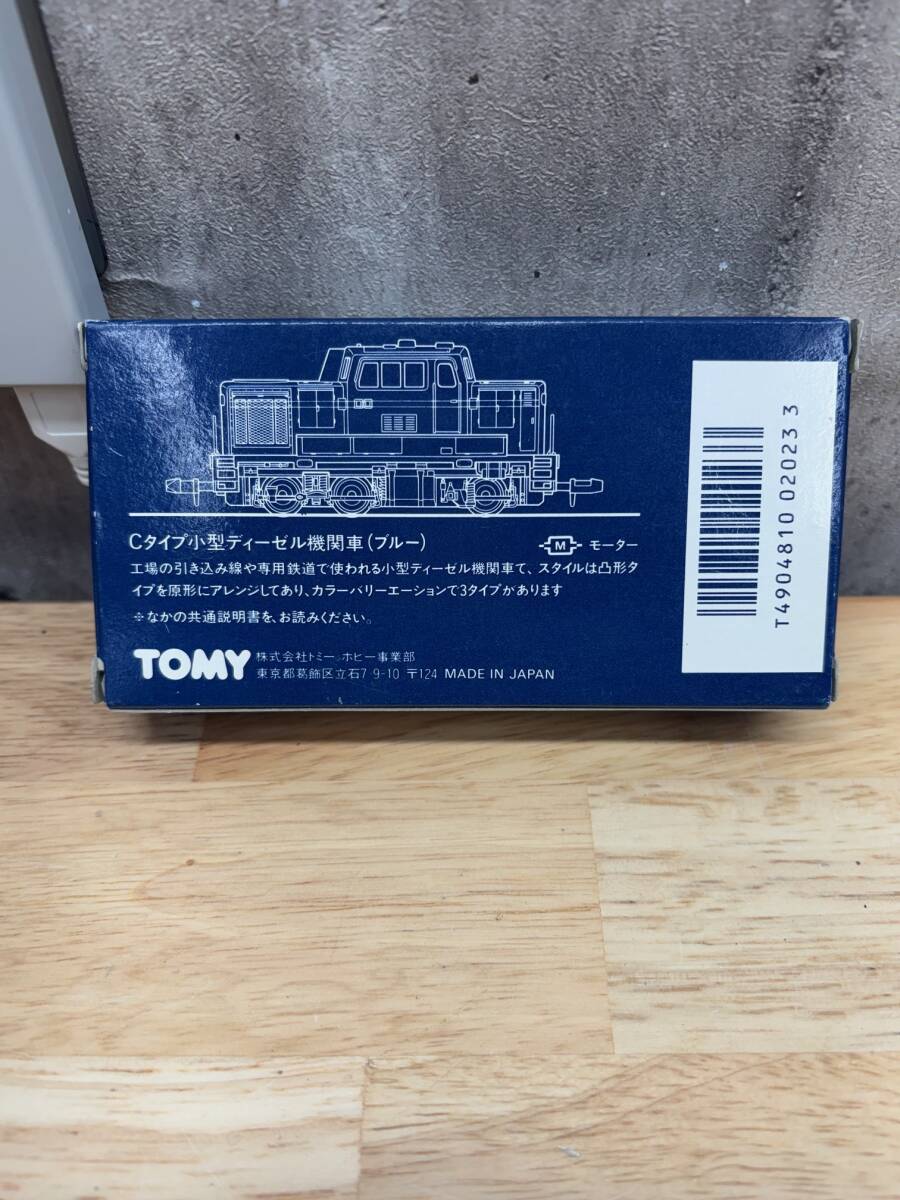 Cタイプ小型ディーゼル機関車(ブルー)
M モーター
工場の引き込み線や専用鉄道で使われる小型ディーゼル機関車で、スタイルは凸形タ
イプを原形にアレンジしてあり、カラーバリーエーションで3タイプがあります
※なかの共通説明書を、お読みください。
TOMY 株式会社トミー ホビー事業部
東京都葛飾区立石7-9-10 〒124 MADE IN JAPAN
T4904810 02023 3